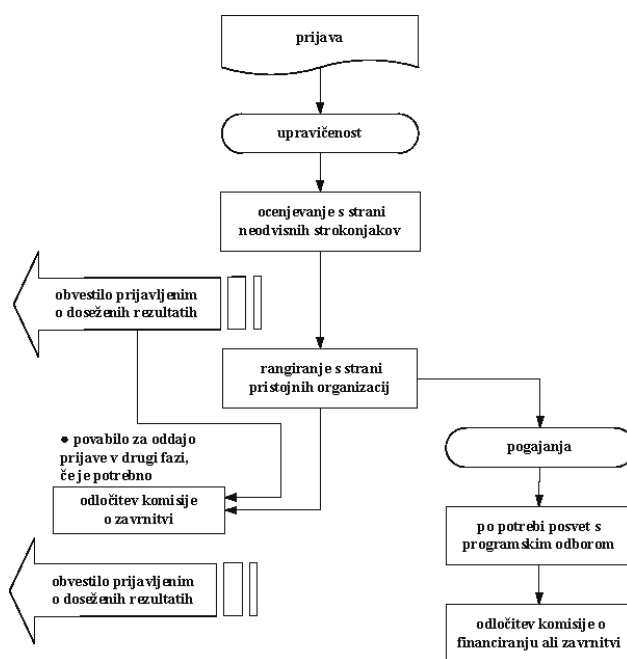 prijava
upravičenost
ocenjevanje s strani
neodvisnih strokonjakov
obvestilo prijavljenim
o doseženih rezultatih
rangiranje s strani
pristojnih organizacij
• povabilo za oddajo
prijave v drugi fazi,
če je potrebno
pogajanja
odločitev komisije
o zavrnitvi
po potrebi posvet s
programskim odborom
obvestilo prijavljenim
o doseženih rezultatih
odločitev komisije o
financiranju ali zavrnitvi